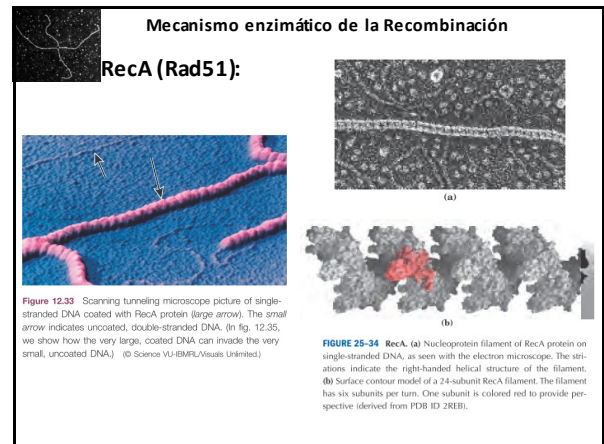 Mecanismo enzimático de la Recombinación
RecA (Rad51):
Figure 12.33 Scanning tunneling microscope picture of single-
stranded DNA coated with RecA protein (large arrow). The small
arrow indicates uncoated, double-stranded DNA. (In fig. 12.35,
we show how the very large, coated DNA can invade the very
small, uncoated DNA.) (© Science VU-IBMRL/Visuals Unlimited.)
(a)
(b)
FIGURE 25–34 RecA. (a) Nucleoprotein filament of RecA protein on
single-stranded DNA, as seen with the electron microscope. The stri-
ations indicate the right-handed helical structure of the filament.
(b) Surface contour model of a 24-subunit RecA filament. The filament
has six subunits per turn. One subunit is colored red to provide per-
spective (derived from PDB ID 2REB).